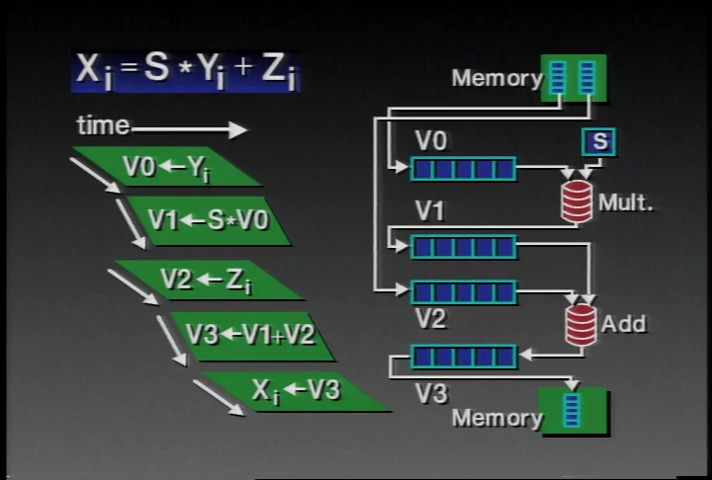 Xi = S * Yi + Zi
time
V0 ← Yi
V1 ← S * V0
V2 ← Zi
V3 ← V1+V2
Xi ← V3
Memory
V0
S
Mult.
V1
V2
Add
V3
Memory